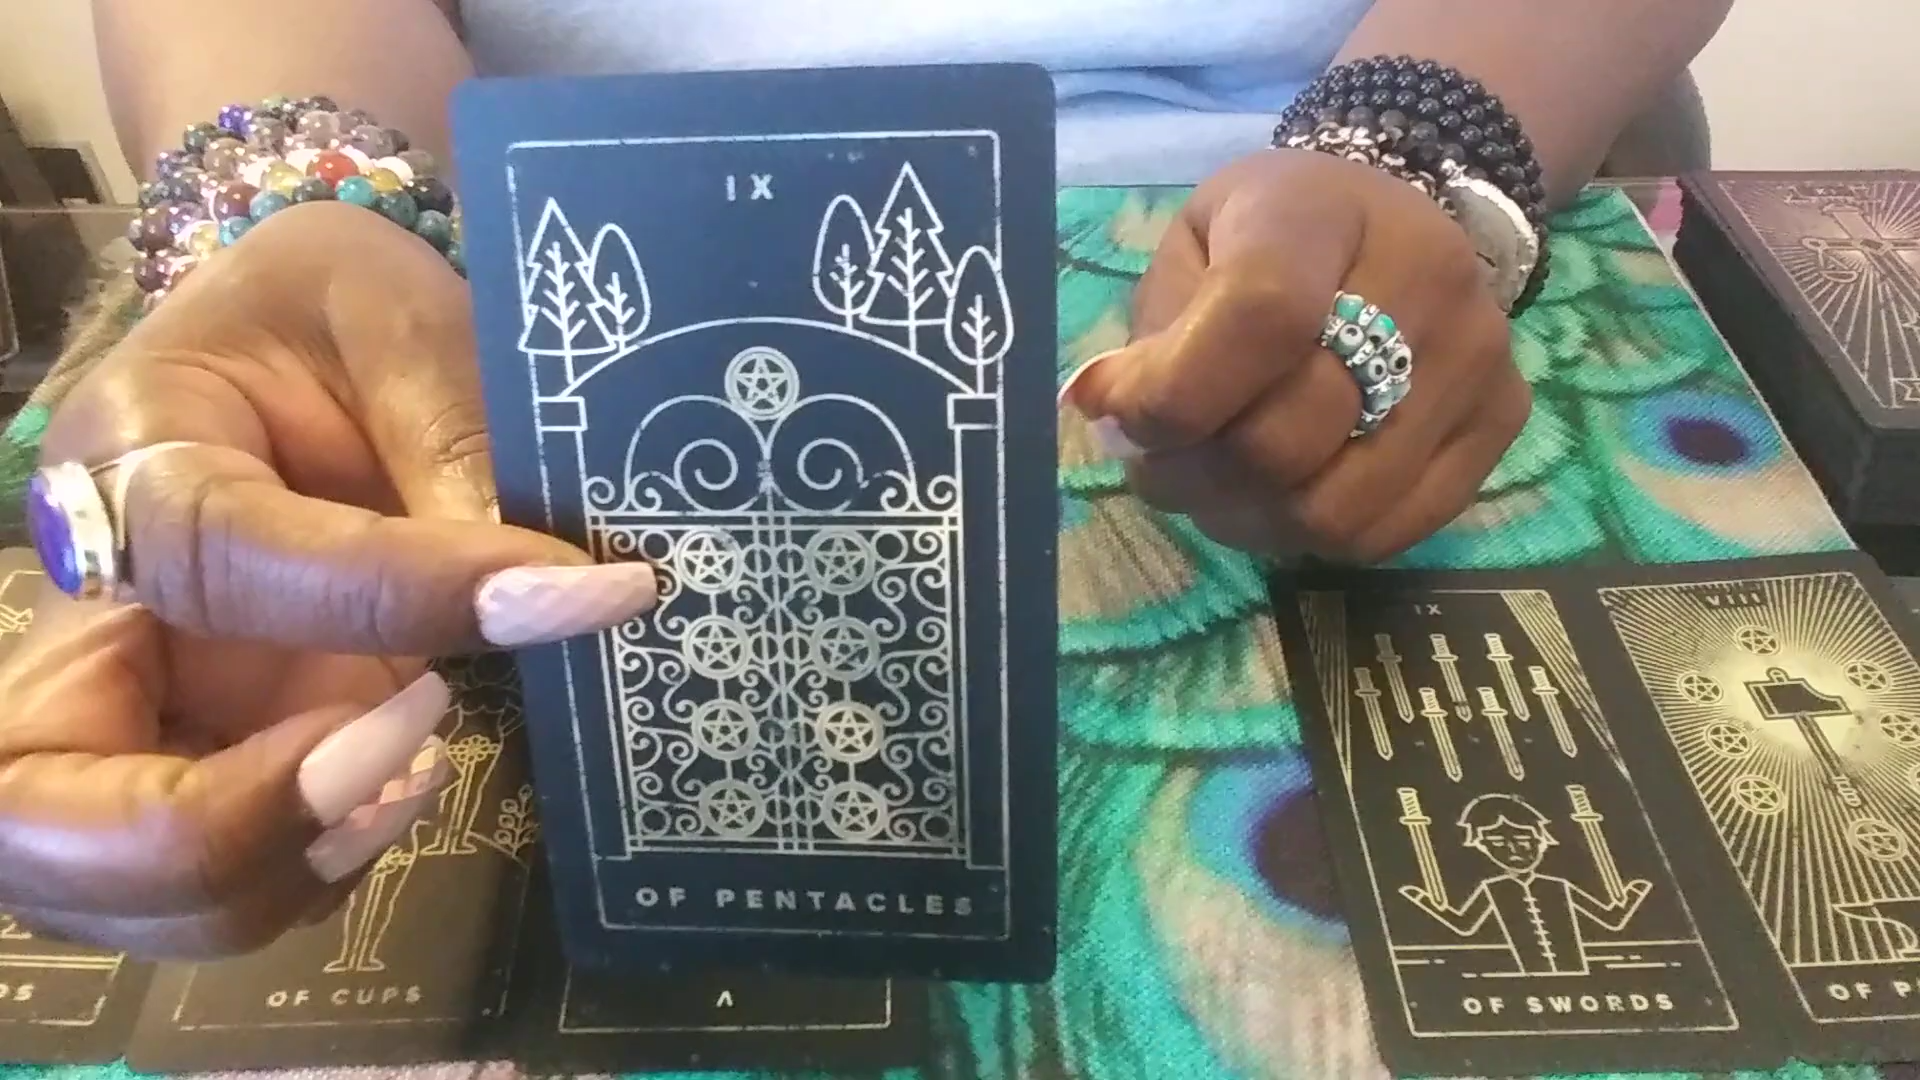 IX
OF PENTACLES
OF CUPS
V
IX
OF SWORDS
VIII